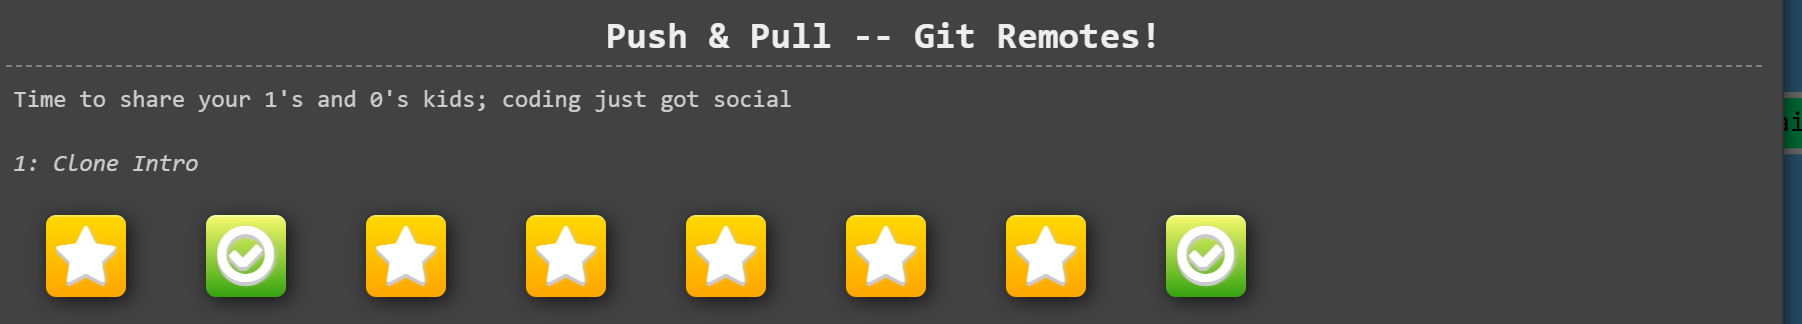 Push & Pull -- Git Remotes!
Time to share your 1's and 0's kids; coding just got social
1: Clone Intro